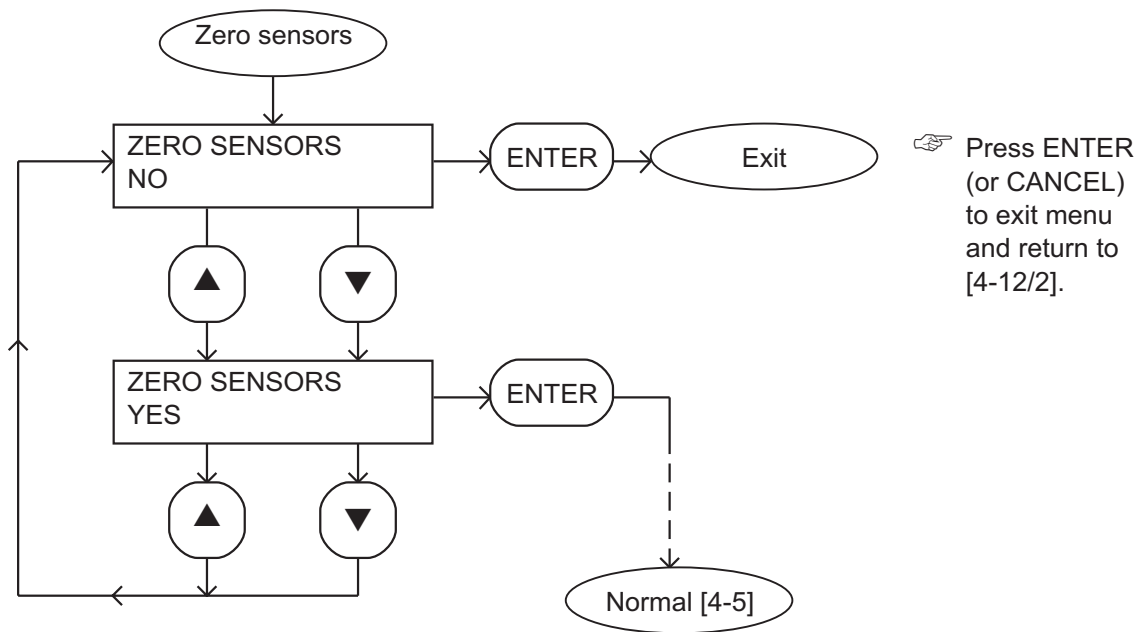 Zero sensors
ZERO SENSORS
NO
ENTER
Exit
☞ Press ENTER
(or CANCEL)
to exit menu
and return to
[4-12/2].
▲
▼
ZERO SENSORS
YES
ENTER
▲
▼
Normal [4-5]